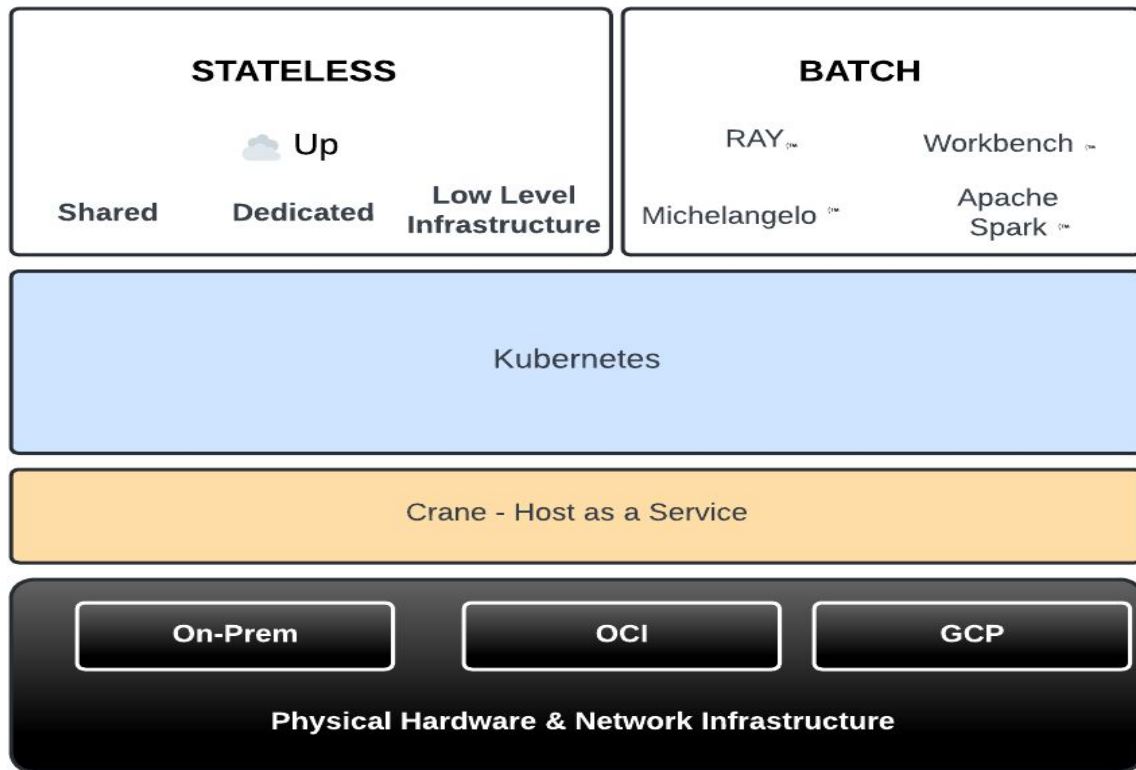 STATELESS
Up
Shared
Dedicated
Low Level
Infrastructure
BATCH
RAY
Workbench
Michelangelo
Apache
Spark
Kubernetes
Crane - Host as a Service
On-Prem
OCI
GCP
Physical Hardware & Network Infrastructure